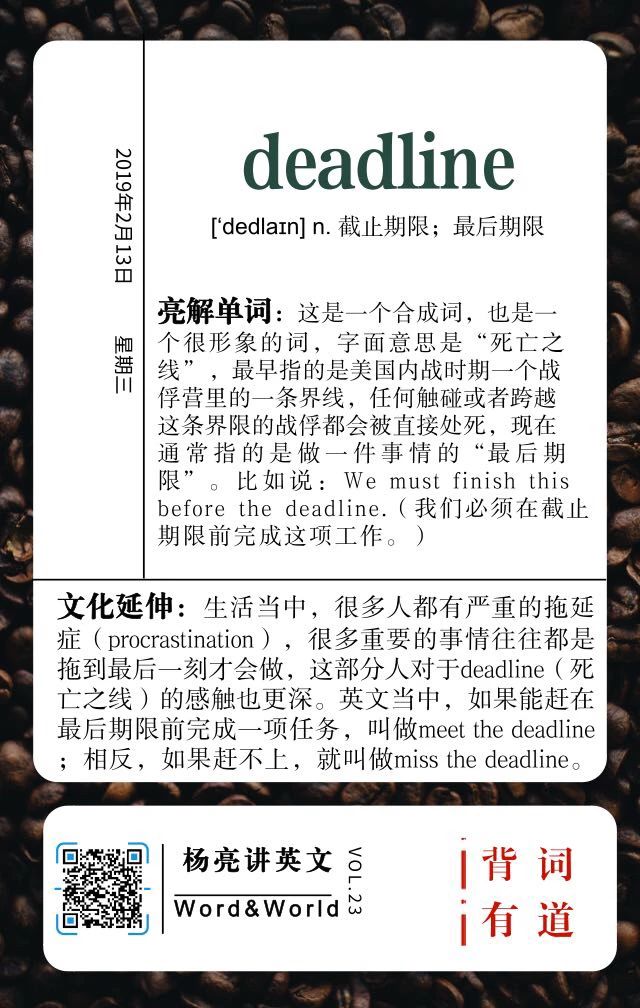 2019年2月13日 星期三
deadline
[‘dedlaɪn] n. 截止期限；最后期限
亮解单词：这是一个合成词，也是一
个很形象的词，字面意思是“死亡之
线”，最早指的是美国内战时期一个战
俘营里的一条界线，任何触碰或者跨越
这条界限的战俘都会被直接处死，现在
通常指的是做一件事情的“最后期
限”。比如说：We must finish this
before the deadline.（我们必须在截止
期限前完成这项工作。）
文化延伸：生活当中，很多人都有严重的拖延
症（procrastination），很多重要的事情往往都是
拖到最后一刻才会做，这部分人对于deadline（死
亡之线）的感触也更深。英文当中，如果能赶在
最后期限前完成一项任务，叫做meet the deadline
；相反，如果赶不上，就叫做miss the deadline。
杨亮讲英文
Word&World
VOL.23
背词
有道